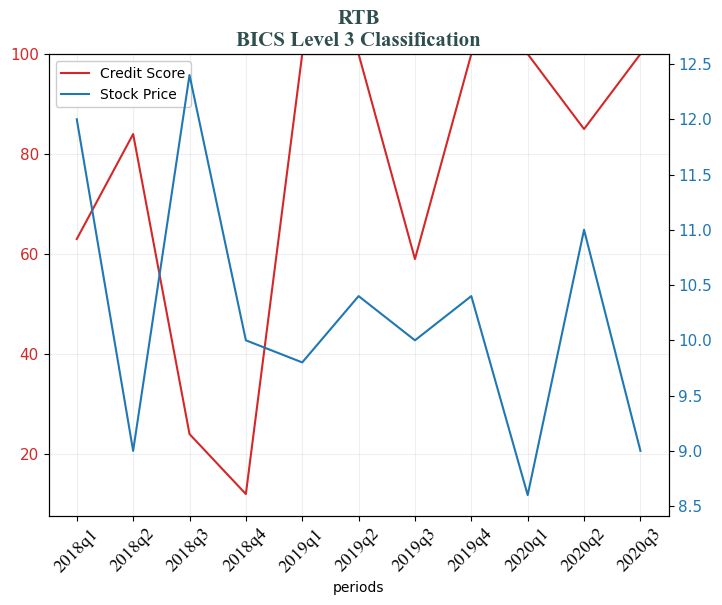 RTB
BICS Level 3 Classification
Credit Score
Stock Price
100
80
60
40
20
12.5
12.0
11.5
11.0
10.5
10.0
9.5
9.0
8.5
2018q1
2018q2
2018q3
2018q4
2019q1
2019q2
2019q3
2019q4
2020q1
2020q2
2020q3
periods